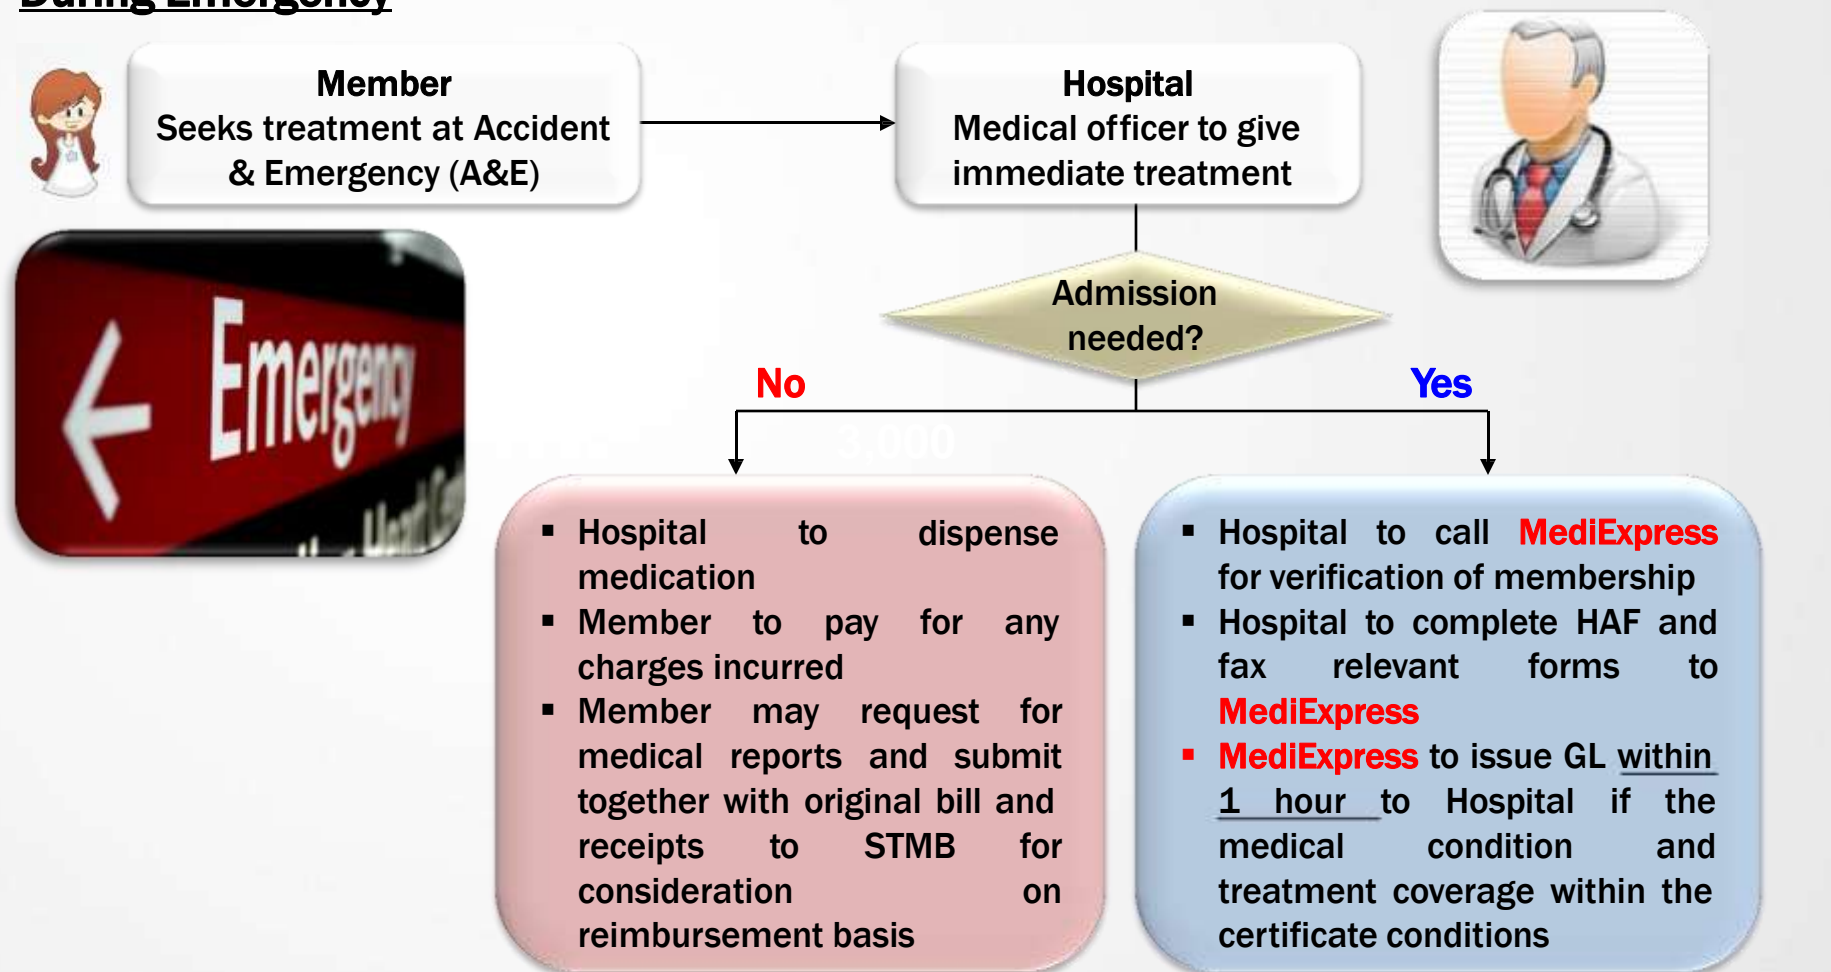 During Emergency
Member
Seeks treatment at Accident
& Emergency (A&E)
Hospital
Medical officer to give
immediate treatment
Emergency
Admission
needed?
No
Yes
3,000
▪ Hospital to dispense
medication
▪ Member to pay for any
charges incurred
▪ Member may request for
medical reports and submit
together with original bill and
receipts to STMB for
consideration on
reimbursement basis
▪ Hospital to call MediExpress
for verification of membership
▪ Hospital to complete HAF and
fax relevant forms to
MediExpress
▪ MediExpress to issue GL within
1 hour to Hospital if the
medical condition and
treatment coverage within the
certificate conditions